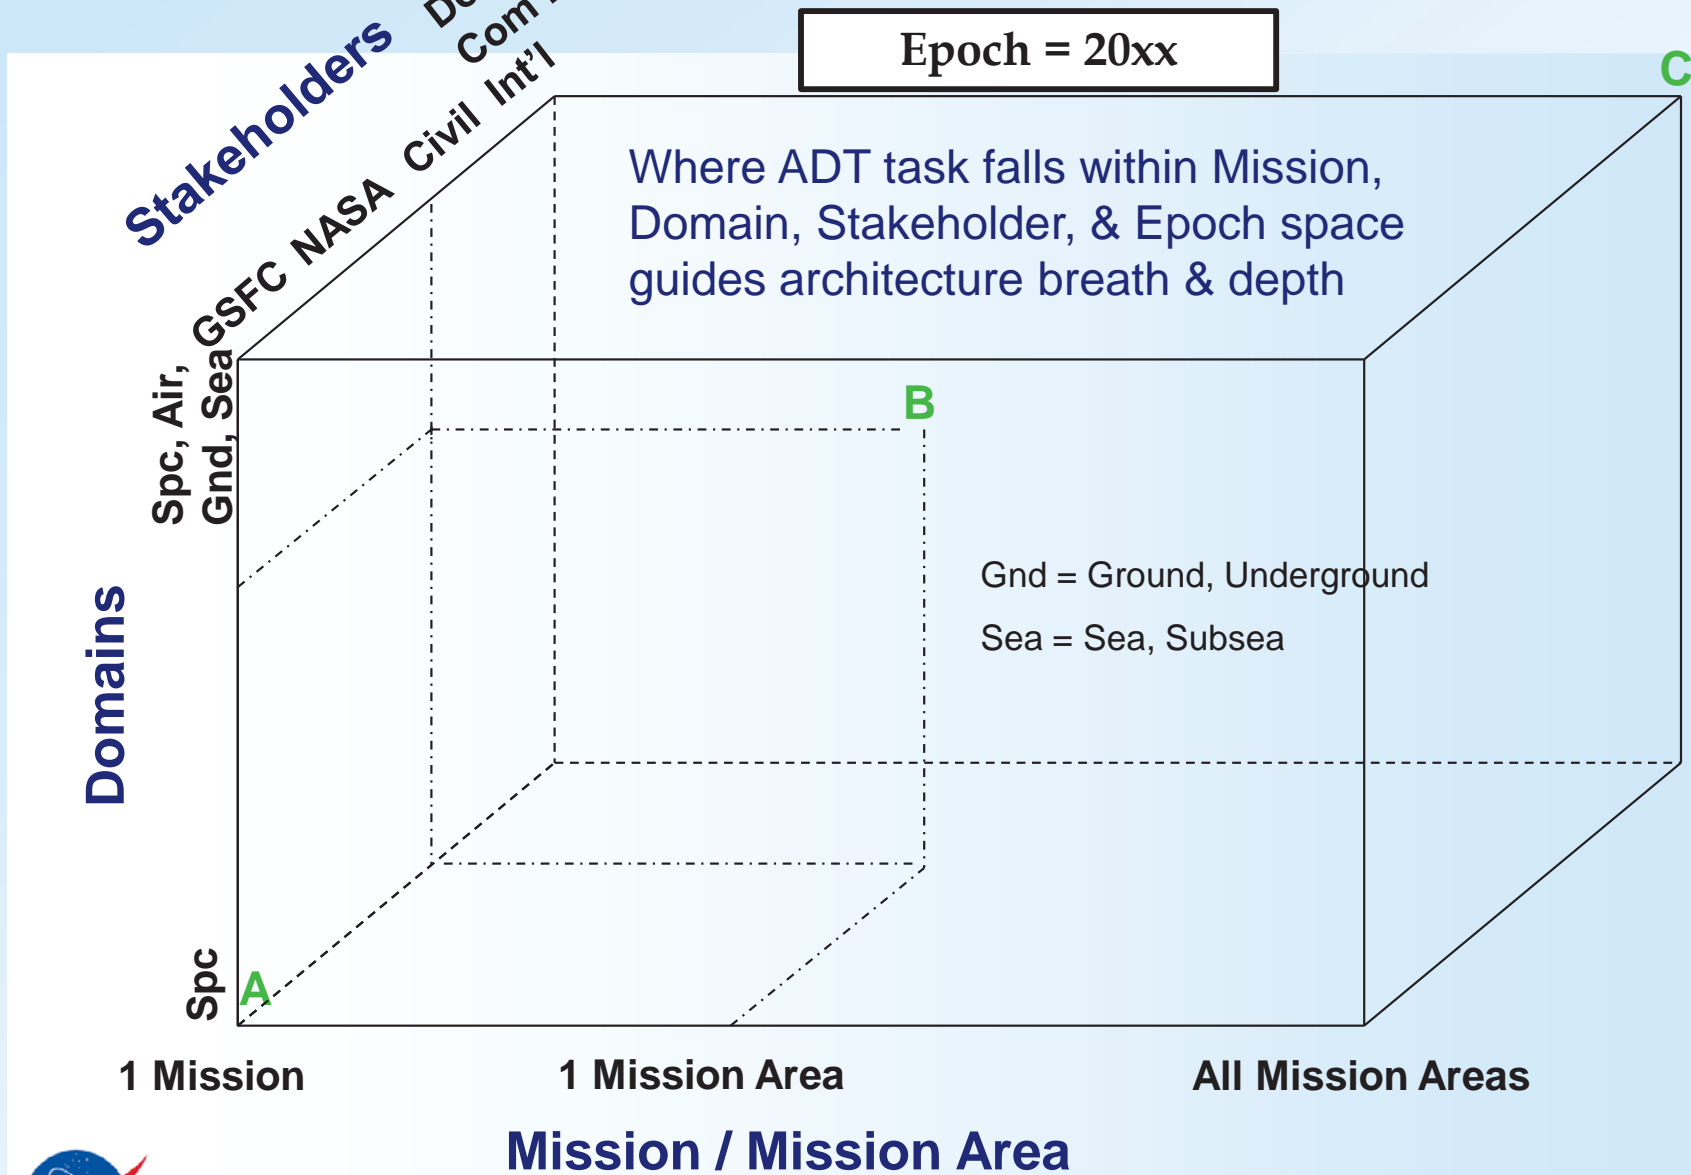 Epoch = 20xx
C
Stakeholders
Com
GSFC NASA Civil Int'l
Where ADT task falls within Mission,
Domain, Stakeholder, & Epoch space
guides architecture breath & depth
Spc, Air,
Gnd, Sea
B
Gnd = Ground, Underground
Sea = Sea, Subsea
Domains
Spc
A
1 Mission
1 Mission Area
All Mission Areas
Mission / Mission Area